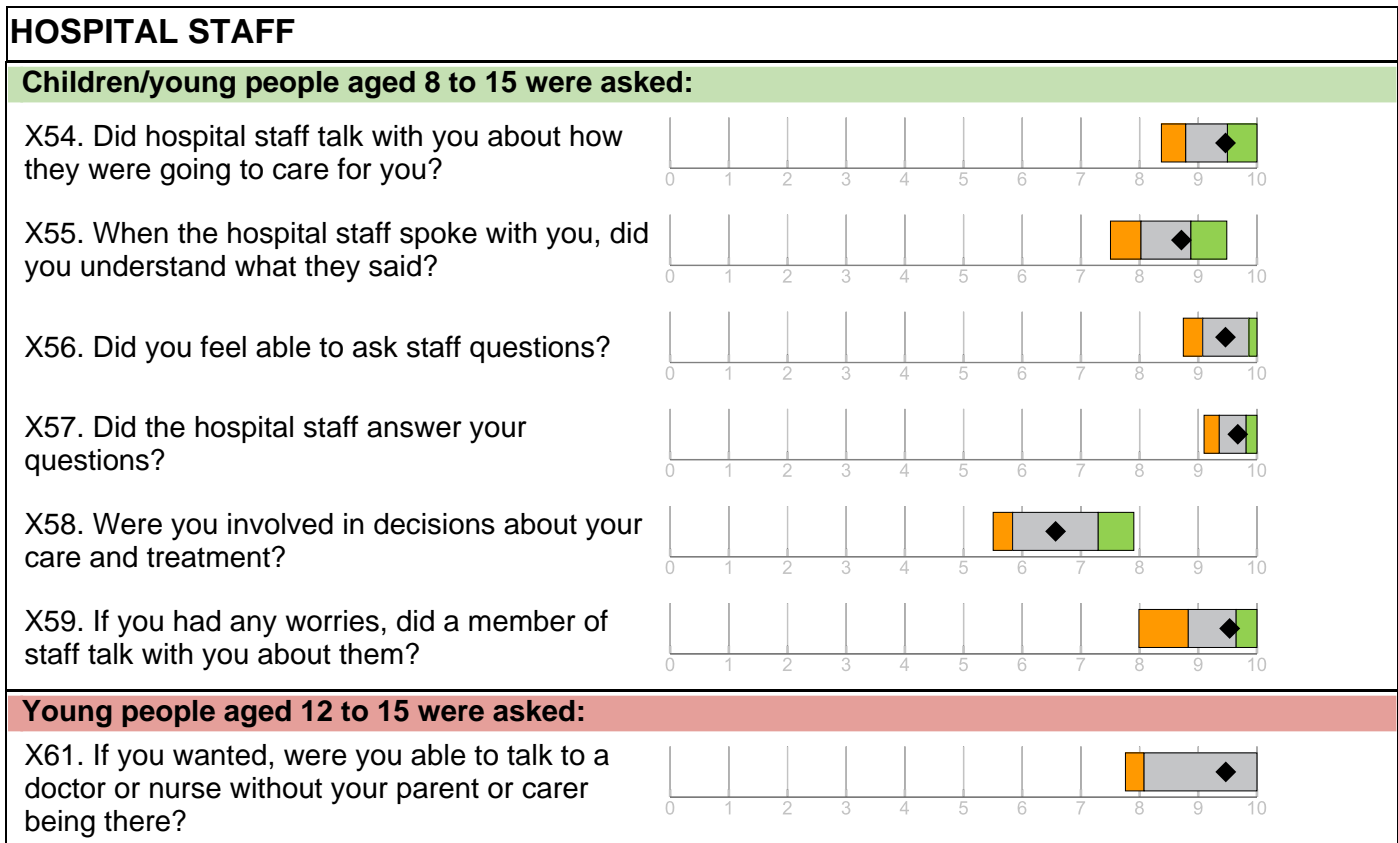 HOSPITAL STAFF
Children/young people aged 8 to 15 were asked:
X54. Did hospital staff talk with you about how
they were going to care for you?
0 1 2 3 4 5 6 7 8 9 10
X55. When the hospital staff spoke with you, did
you understand what they said?
0 1 2 3 4 5 6 7 8 9 10
X56. Did you feel able to ask staff questions?
0 1 2 3 4 5 6 7 8 9 10
X57. Did the hospital staff answer your
questions?
0 1 2 3 4 5 6 7 8 9 10
X58. Were you involved in decisions about your
care and treatment?
0 1 2 3 4 5 6 7 8 9 10
X59. If you had any worries, did a member of
staff talk with you about them?
0 1 2 3 4 5 6 7 8 9 10
Young people aged 12 to 15 were asked:
X61. If you wanted, were you able to talk to a
doctor or nurse without your parent or carer
being there?
0 1 2 3 4 5 6 7 8 9 10